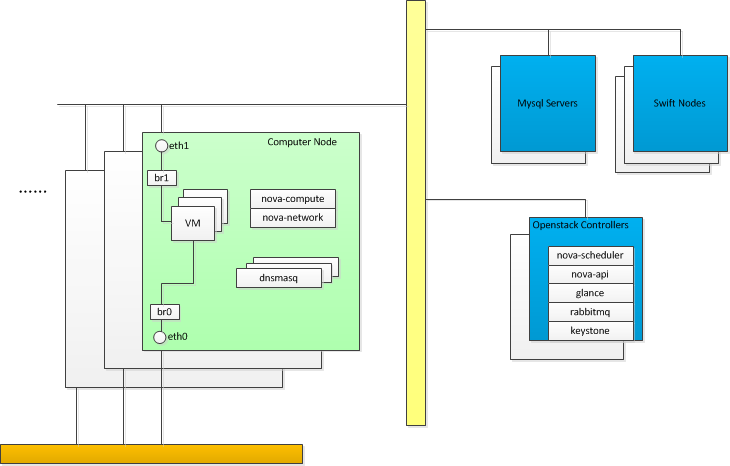 Mysql Servers
Swift Nodes
Computer Node
eth1
br1
nova-compute
nova-network
VM
dnsmasq
br0
eth0
......
Openstack Controllers
nova-scheduler
nova-api
glance
rabbitmq
keystone